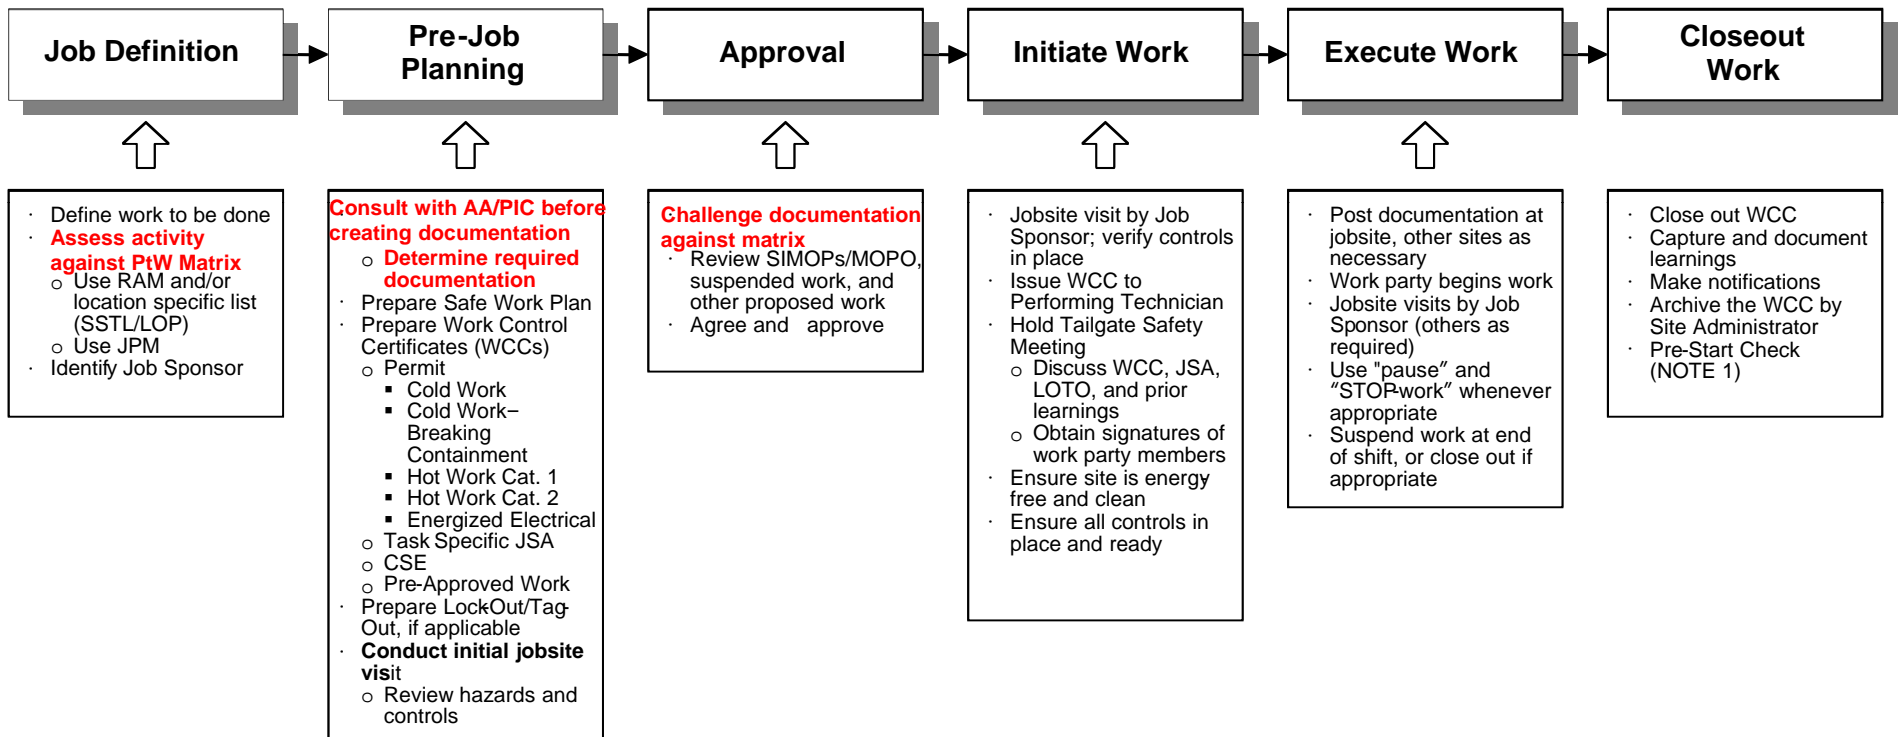 Job Definition
Pre-Job
Planning
Approval
Initiate Work
Execute Work
Closeout
Work
· Define work to be done
· Assess activity
against PtW Matrix
o Use RAM and/or
location specific list
(SSTL/LOP)
o Use JPM
· Identify Job Sponsor
Consult with AA/PIC before
creating documentation
o Determine required
documentation
· Prepare Safe Work Plan
· Prepare Work Control
Certificates (WCCs)
o Permit
▪ Cold Work
▪ Cold Work–
Breaking
Containment
▪ Hot Work Cat. 1
▪ Hot Work Cat. 2
▪ Energized Electrical
o Task Specific JSA
o CSE
o Pre-Approved Work
· Prepare Lock-Out/Tag-
Out, if applicable
· Conduct initial jobsite
visit
o Review hazards and
controls
Challenge documentation
against matrix
· Review SIMOPs/MOPO,
suspended work, and
other proposed work
· Agree and approve
· Jobsite visit by Job
Sponsor; verify controls
in place
· Issue WCC to
Performing Technician
· Hold Tailgate Safety
Meeting
o Discuss WCC, JSA,
LOTO, and prior
learnings
o Obtain signatures of
work party members
· Ensure site is energy-
free and clean
· Ensure all controls in
place and ready
· Post documentation at
jobsite, other sites as
necessary
· Work party begins work
· Jobsite visits by Job
Sponsor (others as
required)
· Use "pause" and
"STOP-work" whenever
appropriate
· Suspend work at end
of shift, or close out if
appropriate
· Close out WCC
· Capture and document
learnings
· Make notifications
· Archive the WCC by
Site Administrator
· Pre-Start Check
(NOTE 1)